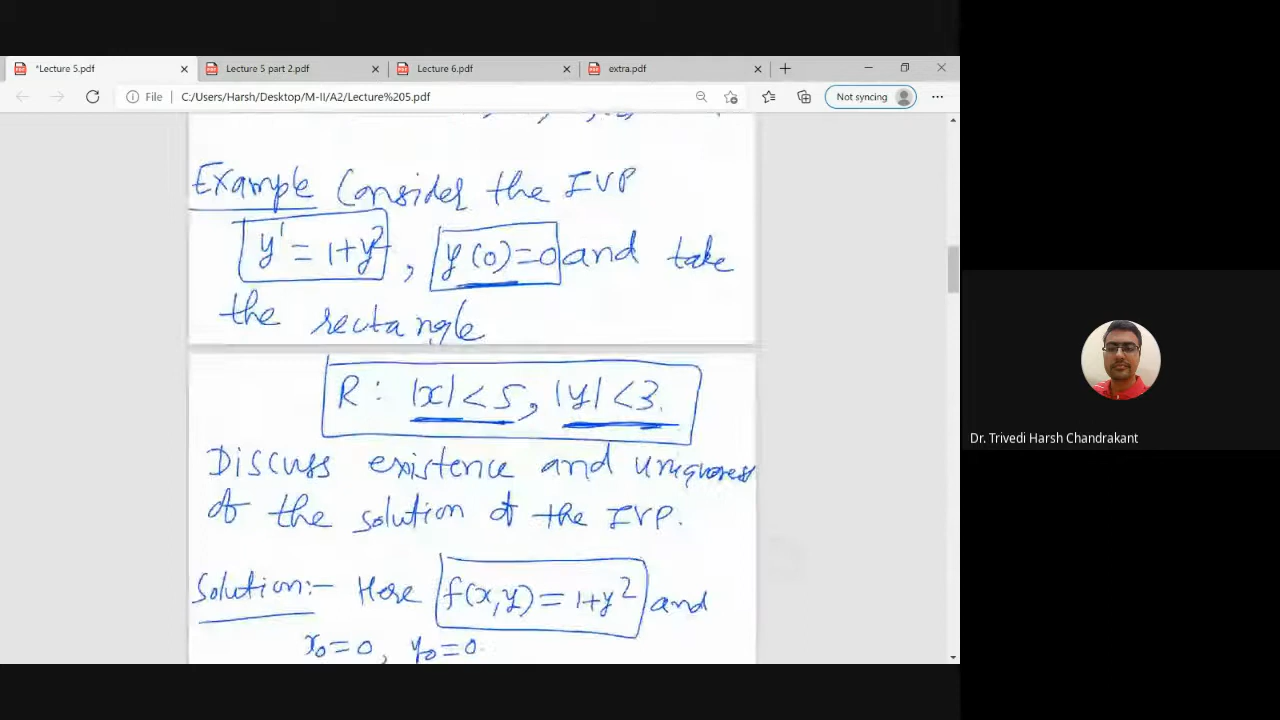 *Lecture 5.pdf
Lecture 5 part 2.pdf
Lecture 6.pdf
extra.pdf
File
C:/Users/Harsh/Desktop/M-II/A2/Lecture%205.pdf
Not syncing
Example Consider the IVP
y' = 1+y², y(0)=0 and take
the rectangle
R: |x| < 5, |y| < 3.
Discuss existence and uniqueness
of the solution of the IVP.
Solution:- Here f(x,y) = 1+y² and
x₀=0, y₀=0.
Dr. Trivedi Harsh Chandrakant